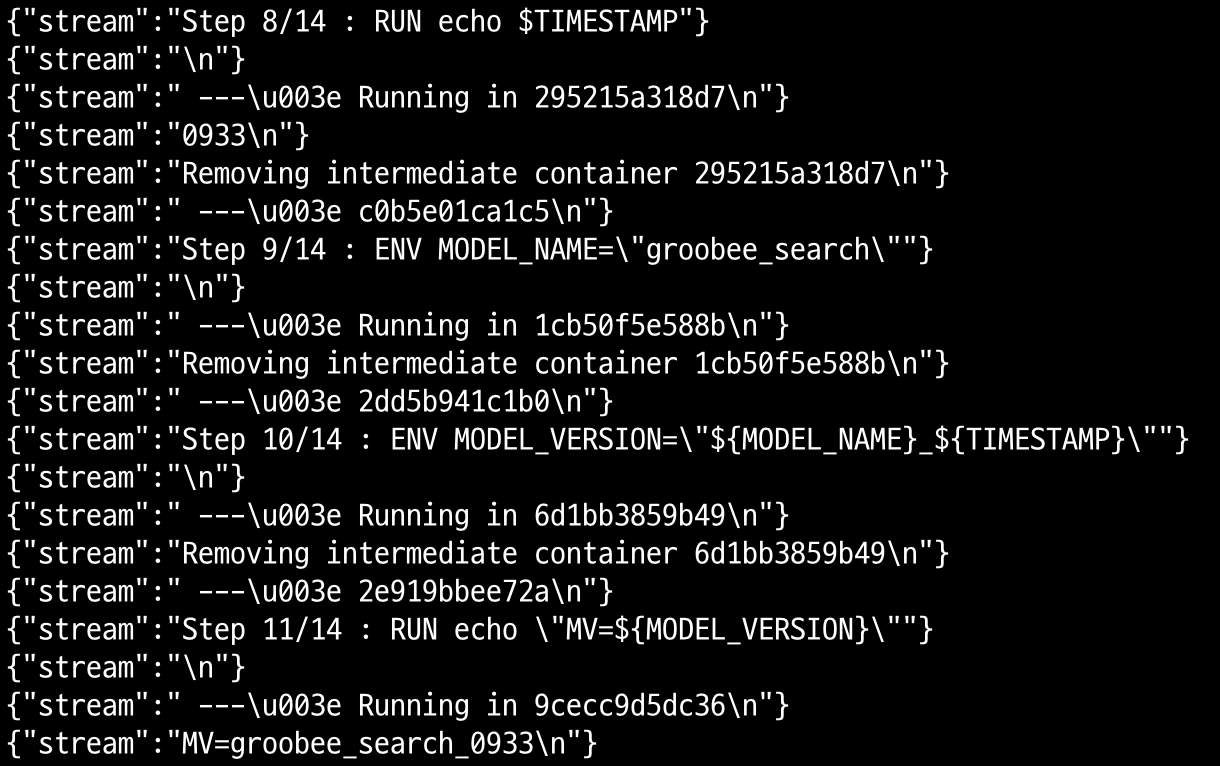 {"stream":"Step 8/14 : RUN echo $TIMESTAMP"}
{"stream":"\n"}
{"stream":" ---\u003e Running in 295215a318d7\n"}
{"stream":"0933\n"}
{"stream":"Removing intermediate container 295215a318d7\n"}
{"stream":" ---\u003e c0b5e01ca1c5\n"}
{"stream":"Step 9/14 : ENV MODEL_NAME=\"groobee_search\""}
{"stream":"\n"}
{"stream":" ---\u003e Running in 1cb50f5e588b\n"}
{"stream":"Removing intermediate container 1cb50f5e588b\n"}
{"stream":" ---\u003e 2dd5b941c1b0\n"}
{"stream":"Step 10/14 : ENV MODEL_VERSION=\"${MODEL_NAME}_${TIMESTAMP}\""}
{"stream":"\n"}
{"stream":" ---\u003e Running in 6d1bb3859b49\n"}
{"stream":"Removing intermediate container 6d1bb3859b49\n"}
{"stream":" ---\u003e 2e919bbee72a\n"}
{"stream":"Step 11/14 : RUN echo \"MV=${MODEL_VERSION}\""}
{"stream":"\n"}
{"stream":" ---\u003e Running in 9cecc9d5dc36\n"}
{"stream":"MV=groobee_search_0933\n"}